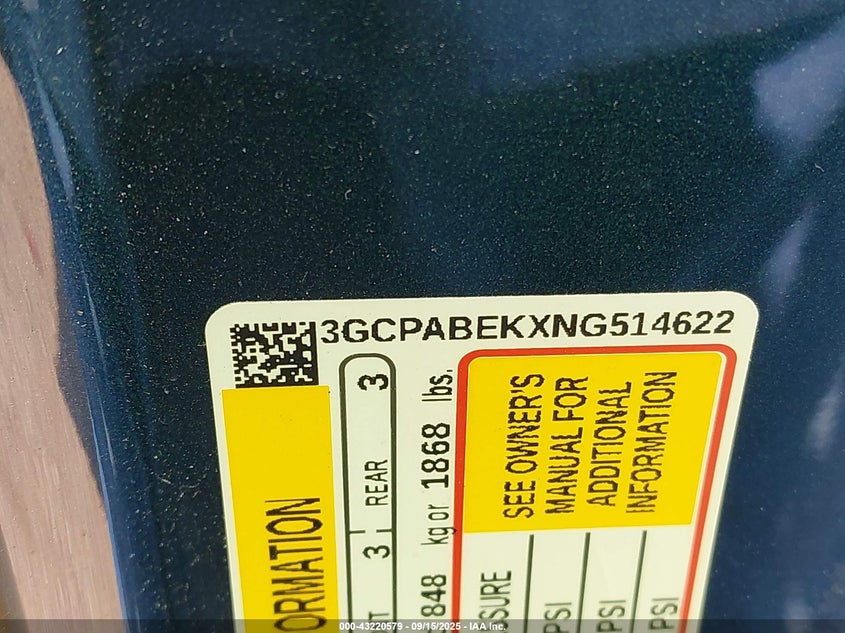 3GCPABEKXNG514622
ORMATION
3
REAR
3
848 kg or 1868 lbs.
SEE OWNER'S
MANUAL FOR
ADDITIONAL
INFORMATION
PSI
PSI
PSI
000-43220579 - 09/15/2025 - IAA Inc.